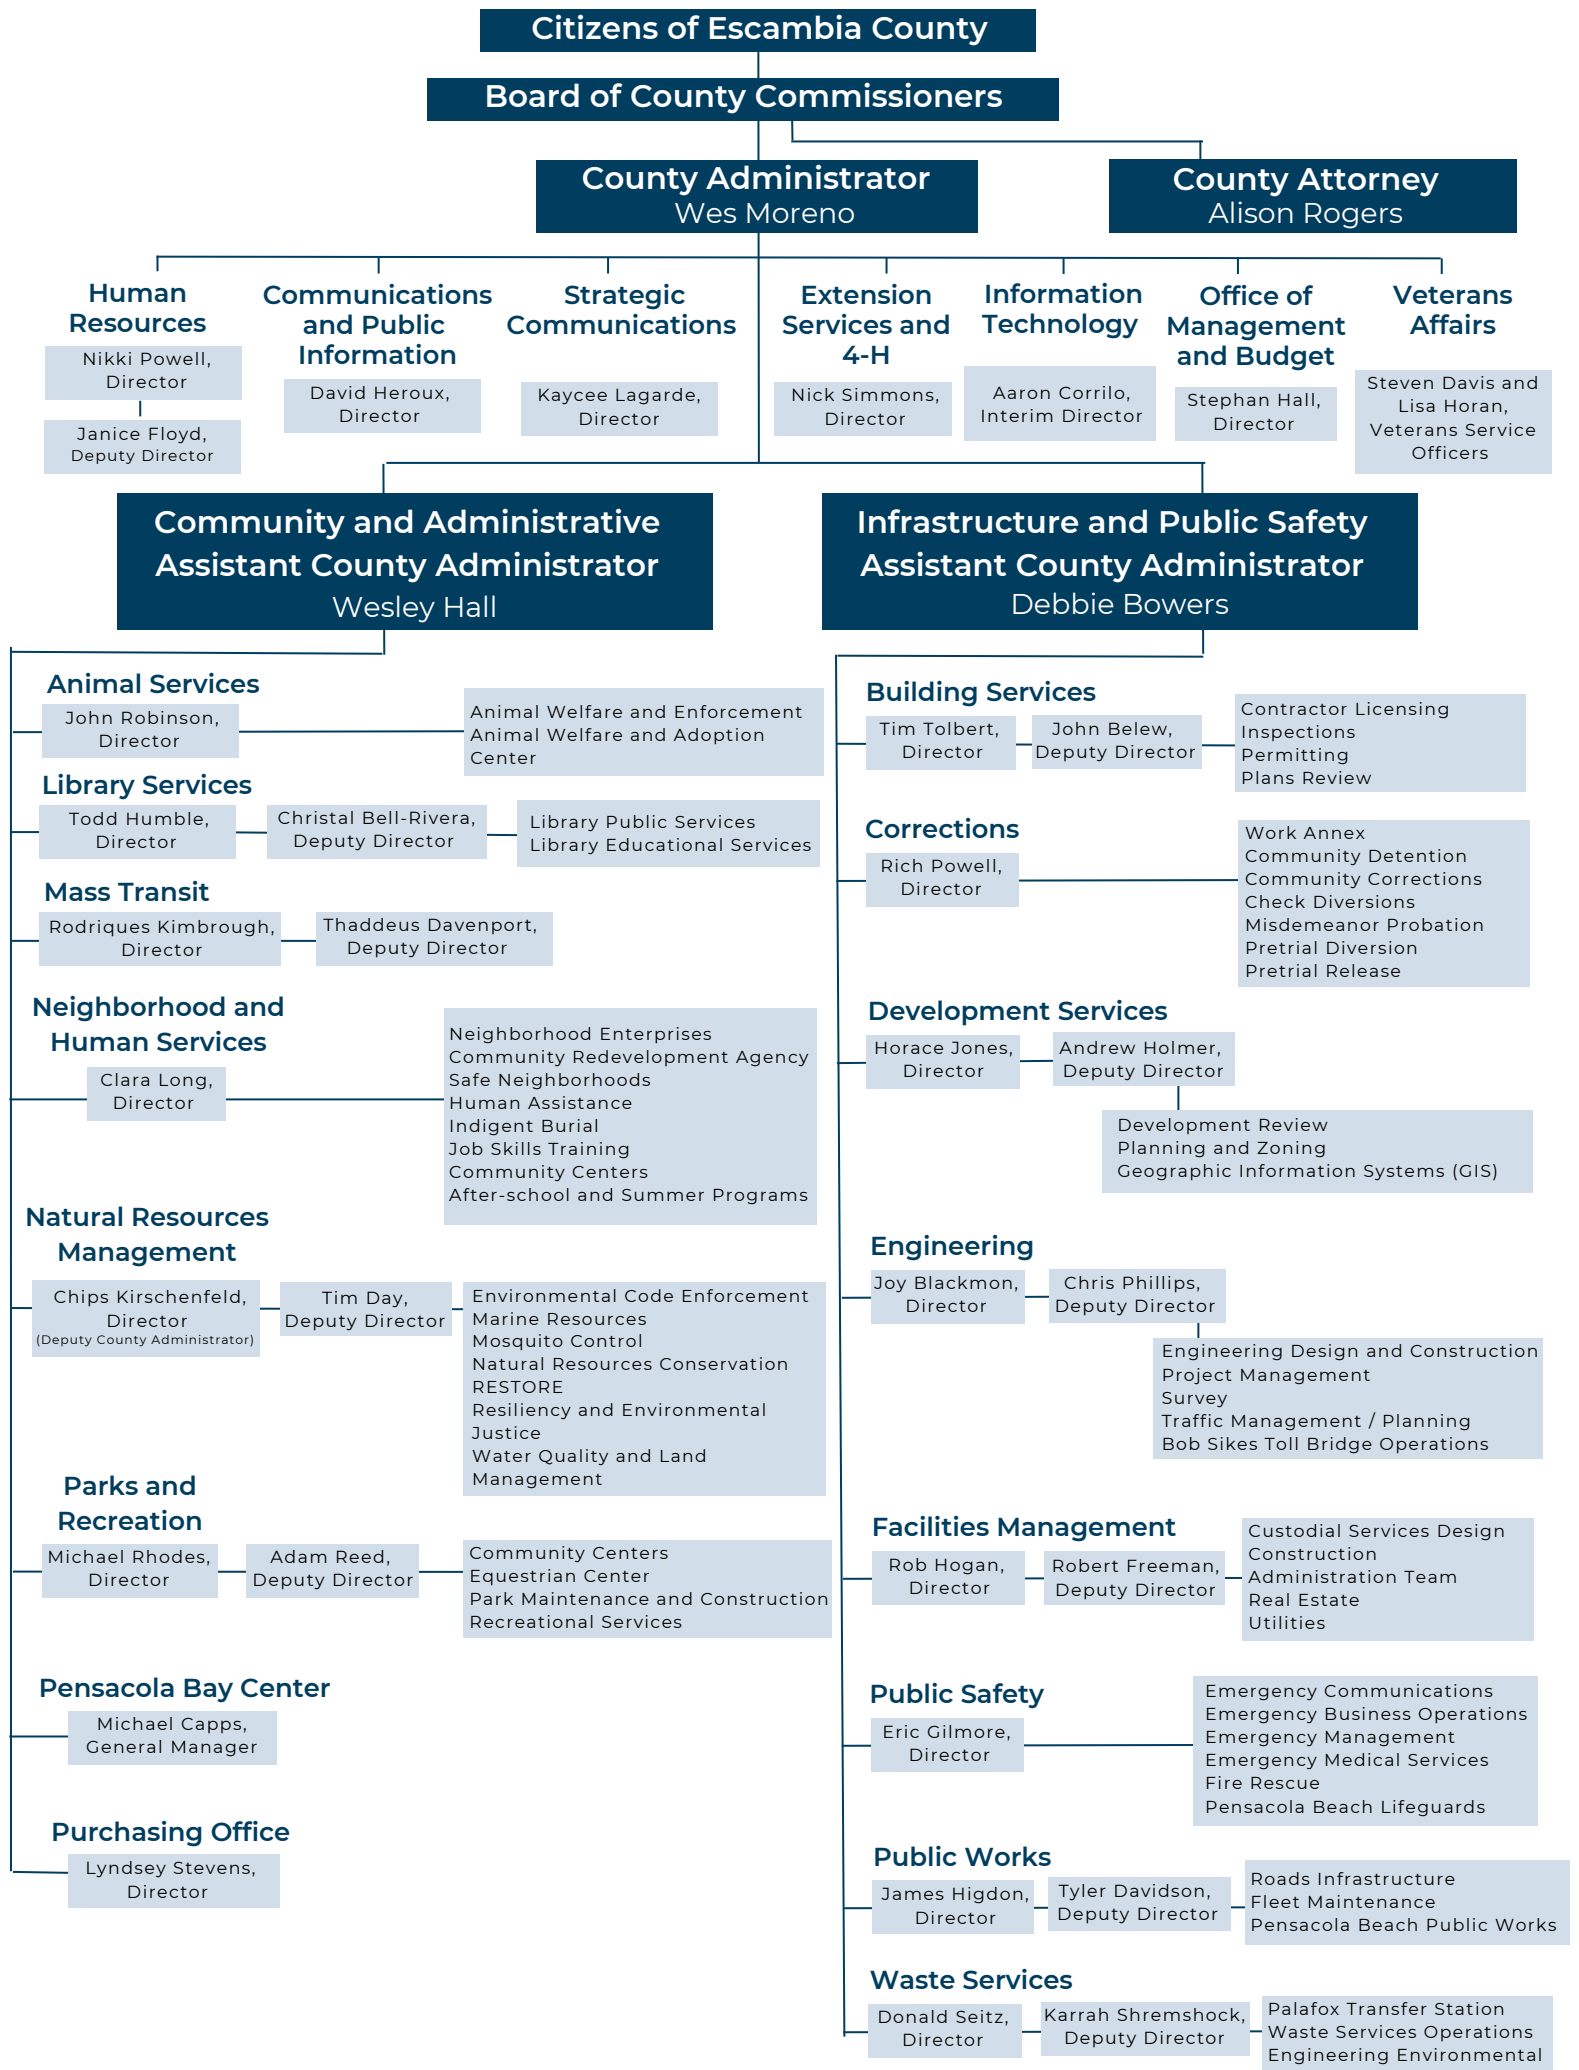 Citizens of Escambia County
Board of County Commissioners
County Administrator
Wes Moreno
County Attorney
Alison Rogers
Human
Resources
Nikki Powell,
Director
Janice Floyd,
Deputy Director
Communications
and Public
Information
David Heroux,
Director
Strategic
Communications
Kaycee Lagarde,
Director
Extension
Services and
4-H
Nick Simmons,
Director
Information
Technology
Aaron Corrilo,
Interim Director
Office of
Management
and Budget
Stephan Hall,
Director
Veterans
Affairs
Steven Davis and
Lisa Horan,
Veterans Service
Officers
Community and Administrative
Assistant County Administrator
Wesley Hall
Animal Services
John Robinson,
Director
Animal Welfare and Enforcement
Animal Welfare and Adoption
Center
Library Services
Todd Humble,
Director
Christal Bell-Rivera,
Deputy Director
Library Public Services
Library Educational Services
Mass Transit
Rodriques Kimbrough,
Director
Thaddeus Davenport,
Deputy Director
Neighborhood and
Human Services
Clara Long,
Director
Neighborhood Enterprises
Community Redevelopment Agency
Safe Neighborhoods
Human Assistance
Indigent Burial
Job Skills Training
Community Centers
After-school and Summer Programs
Natural Resources
Management
Chips Kirschenfeld,
Director
(Deputy County Administrator)
Tim Day,
Deputy Director
Environmental Code Enforcement
Marine Resources
Mosquito Control
Natural Resources Conservation
RESTORE
Resiliency and Environmental
Justice
Water Quality and Land
Management
Parks and
Recreation
Michael Rhodes,
Director
Adam Reed,
Deputy Director
Community Centers
Equestrian Center
Park Maintenance and Construction
Recreational Services
Pensacola Bay Center
Michael Capps,
General Manager
Purchasing Office
Lyndsey Stevens,
Director
Infrastructure and Public Safety
Assistant County Administrator
Debbie Bowers
Building Services
Tim Tolbert,
Director
John Belew,
Deputy Director
Contractor Licensing
Inspections
Permitting
Plans Review
Corrections
Rich Powell,
Director
Work Annex
Community Detention
Community Corrections
Check Diversions
Misdemeanor Probation
Pretrial Diversion
Pretrial Release
Development Services
Horace Jones,
Director
Andrew Holmer,
Deputy Director
Development Review
Planning and Zoning
Geographic Information Systems (GIS)
Engineering
Joy Blackmon,
Director
Chris Phillips,
Deputy Director
Engineering Design and Construction
Project Management
Survey
Traffic Management / Planning
Bob Sikes Toll Bridge Operations
Facilities Management
Rob Hogan,
Director
Robert Freeman,
Deputy Director
Custodial Services Design
Construction
Administration Team
Real Estate
Utilities
Public Safety
Eric Gilmore,
Director
Emergency Communications
Emergency Business Operations
Emergency Management
Emergency Medical Services
Fire Rescue
Pensacola Beach Lifeguards
Public Works
James Higdon,
Director
Tyler Davidson,
Deputy Director
Roads Infrastructure
Fleet Maintenance
Pensacola Beach Public Works
Waste Services
Donald Seitz,
Director
Karrah Shremshock,
Deputy Director
Palafox Transfer Station
Waste Services Operations
Engineering Environmental